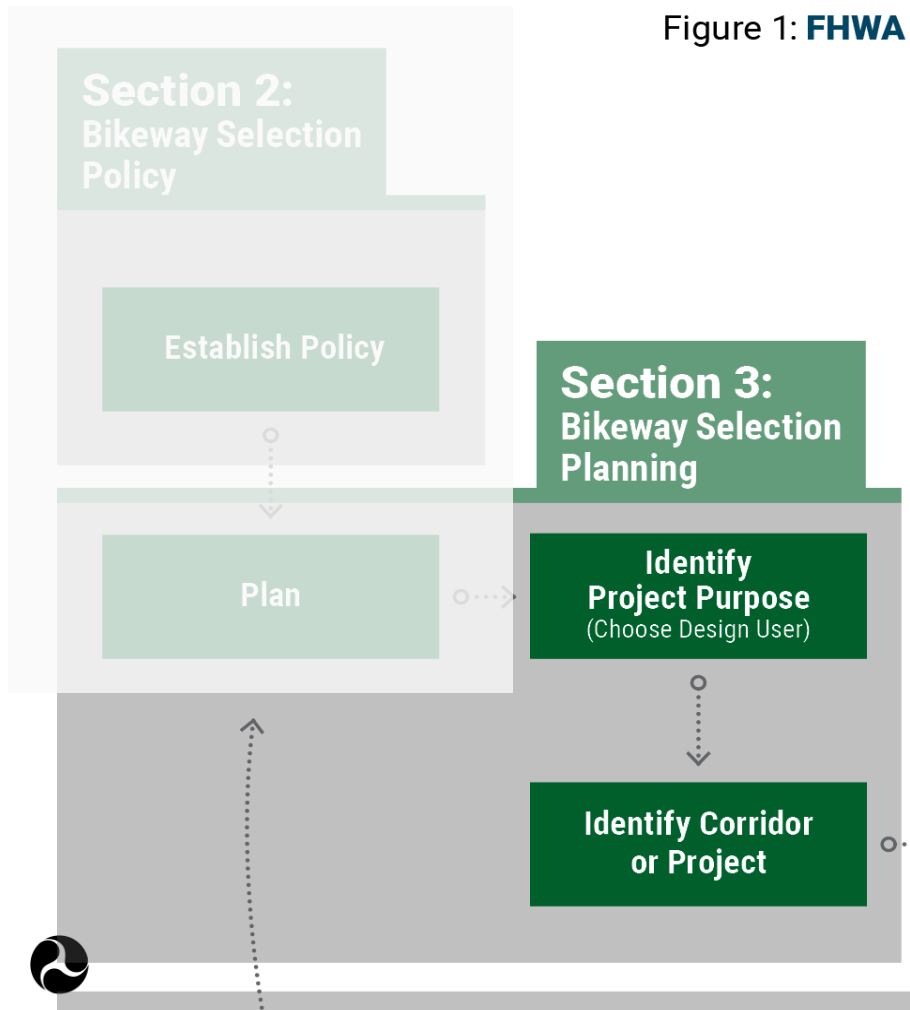 Figure 1: FHWA
Section 2:
Bikeway Selection
Policy
Establish Policy
Plan
Section 3:
Bikeway Selection
Planning
Identify
Project Purpose
(Choose Design User)
Identify Corridor
or Project